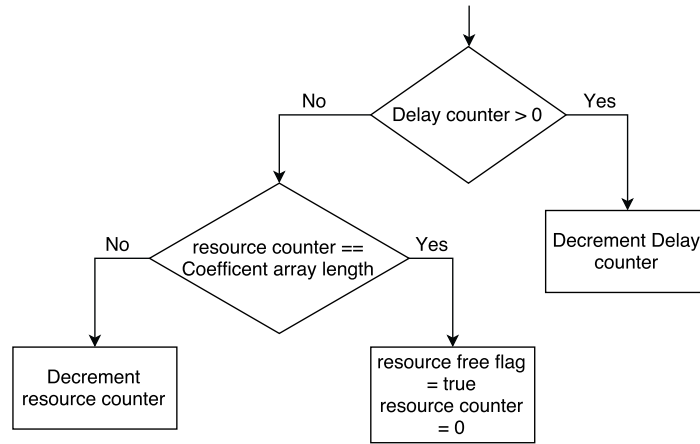 No
Delay counter > 0
Yes
No
resource counter ==
Coefficent array length
Yes
Decrement Delay
counter
Decrement
resource counter
resource free flag
= true
resource counter
= 0